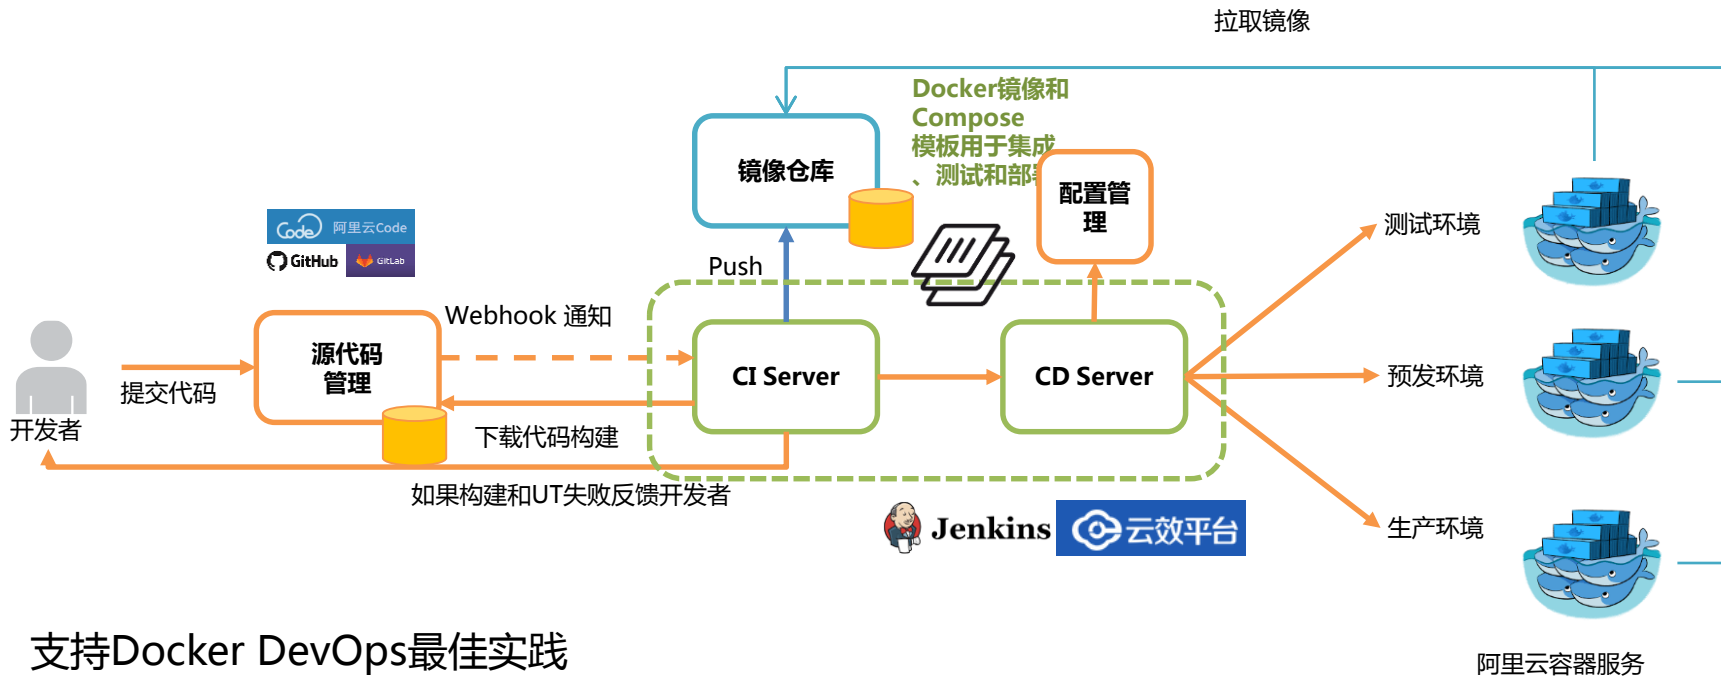 拉取镜像
Docker镜像和
Compose
模板用于集成
、测试和部署
镜像仓库
配置管
理
Code 阿里云Code
GitHub
GitLab
测试环境
Push
Webhook 通知
源代码
管理
CI Server
CD Server
预发环境
提交代码
开发者
下载代码构建
如果构建和UT失败反馈开发者
Jenkins
云效平台
生产环境
支持Docker DevOps最佳实践
阿里云容器服务